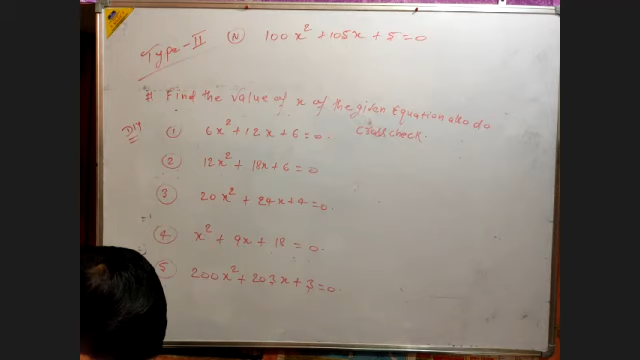 Type-II (iv) 100x² + 105x + 5 = 0
# Find the value of x of the given Equation also do
crosscheck.
DIY
① 6x² + 12x + 6 = 0.
② 12x² + 18x + 6 = 0
③ 20x² + 24x + 4 = 0.
④ x² + 9x + 18 = 0.
5 200x² + 203x + 3 = 0.